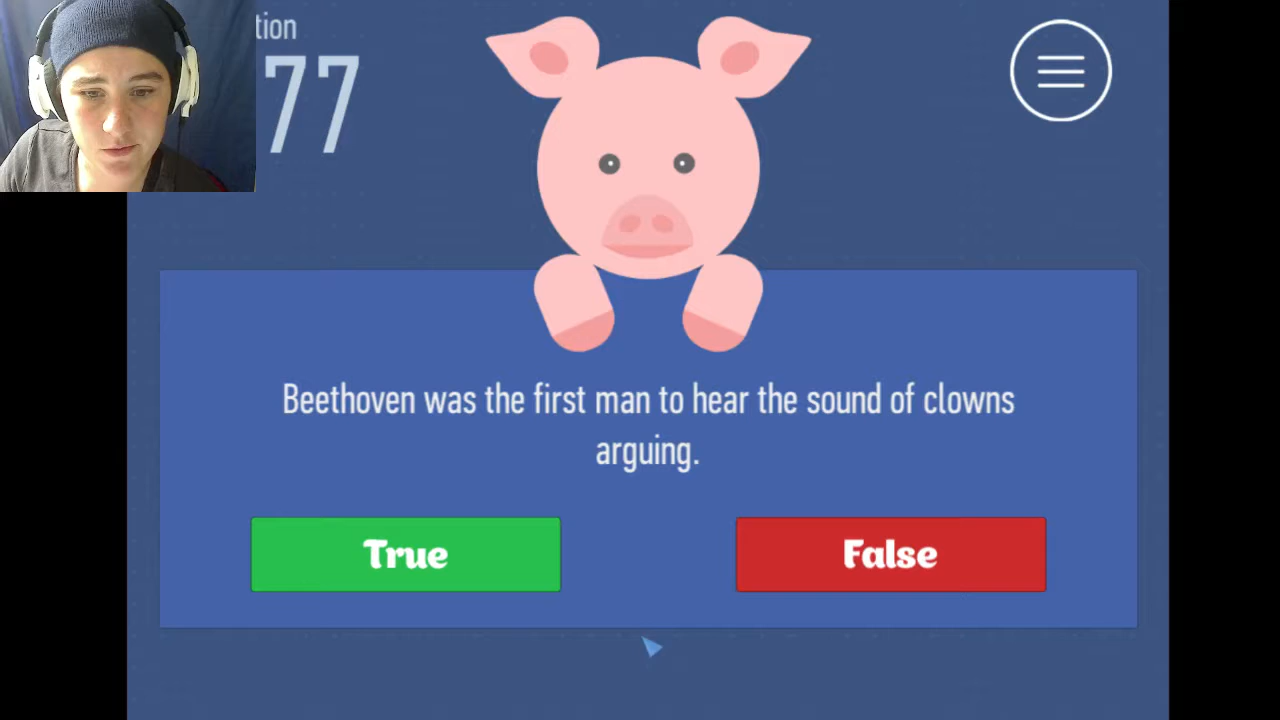 tion
77
Beethoven was the first man to hear the sound of clowns
arguing.
True
False